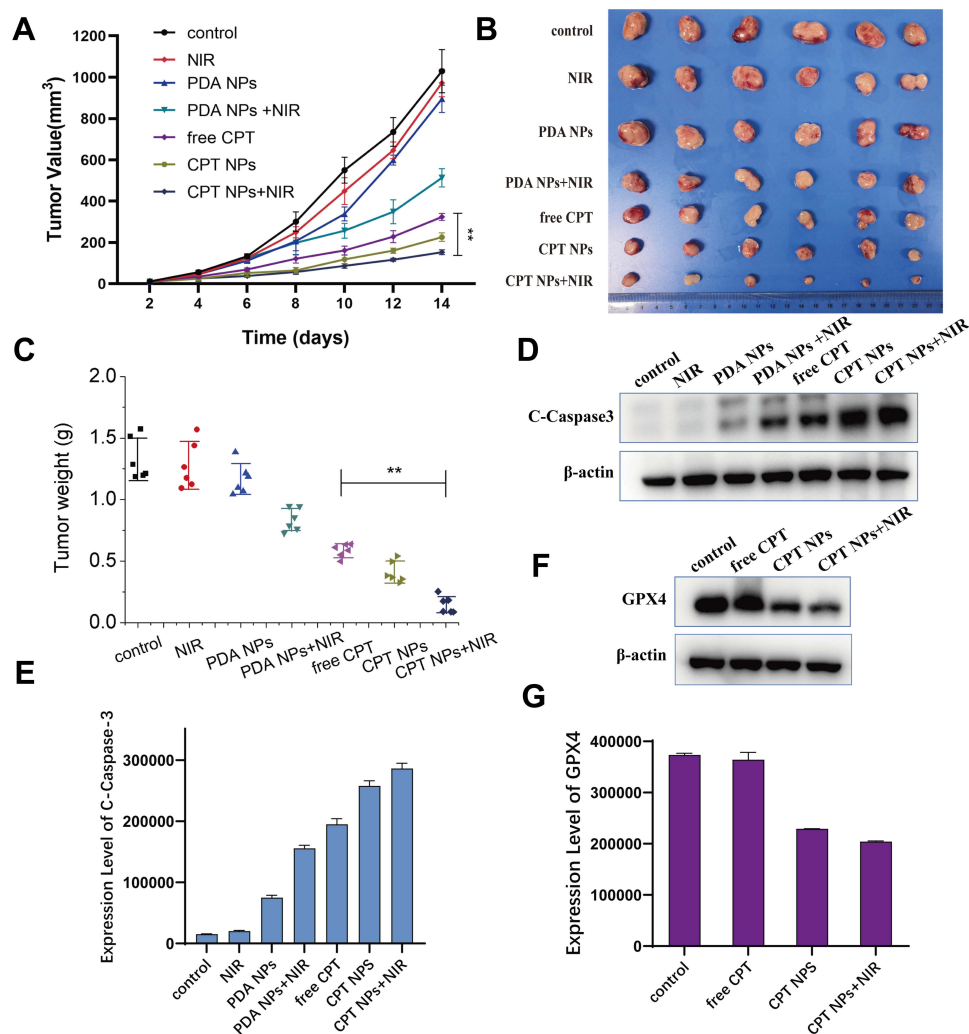 A
Tumor Value(mm³)
1200
1000
800
600
400
200
0
2
4
6
8
10
12
14
Time (days)
control
NIR
PDA NPs
PDA NPs +NIR
free CPT
CPT NPs
CPT NPs+NIR
**
B
control
NIR
PDA NPs
PDA NPs+NIR
free CPT
CPT NPs
CPT NPs+NIR
C
Tumor weight (g)
2.0
1.5
1.0
0.5
0.0
**
control
NIR
PDA NPs
PDA NPs+NIR
free CPT
CPT NPs
CPT NPs+NIR
D
control
NIR
PDA NPs
PDA NPs +NIR
free CPT
CPT NPs
CPT NPs+NIR
C-Caspase3
β-actin
F
control
free CPT
CPT NPs
CPT NPs+NIR
GPX4
β-actin
E
Expression Level of C-Caspase-3
300000
200000
100000
0
control
NIR
PDA NPs
PDA NPs+NIR
free CPT
CPT NPS
CPT NPs+NIR
G
Expression Level of GPX4
400000
300000
200000
100000
0
control
free CPT
CPT NPS
CPT NPs+NIR